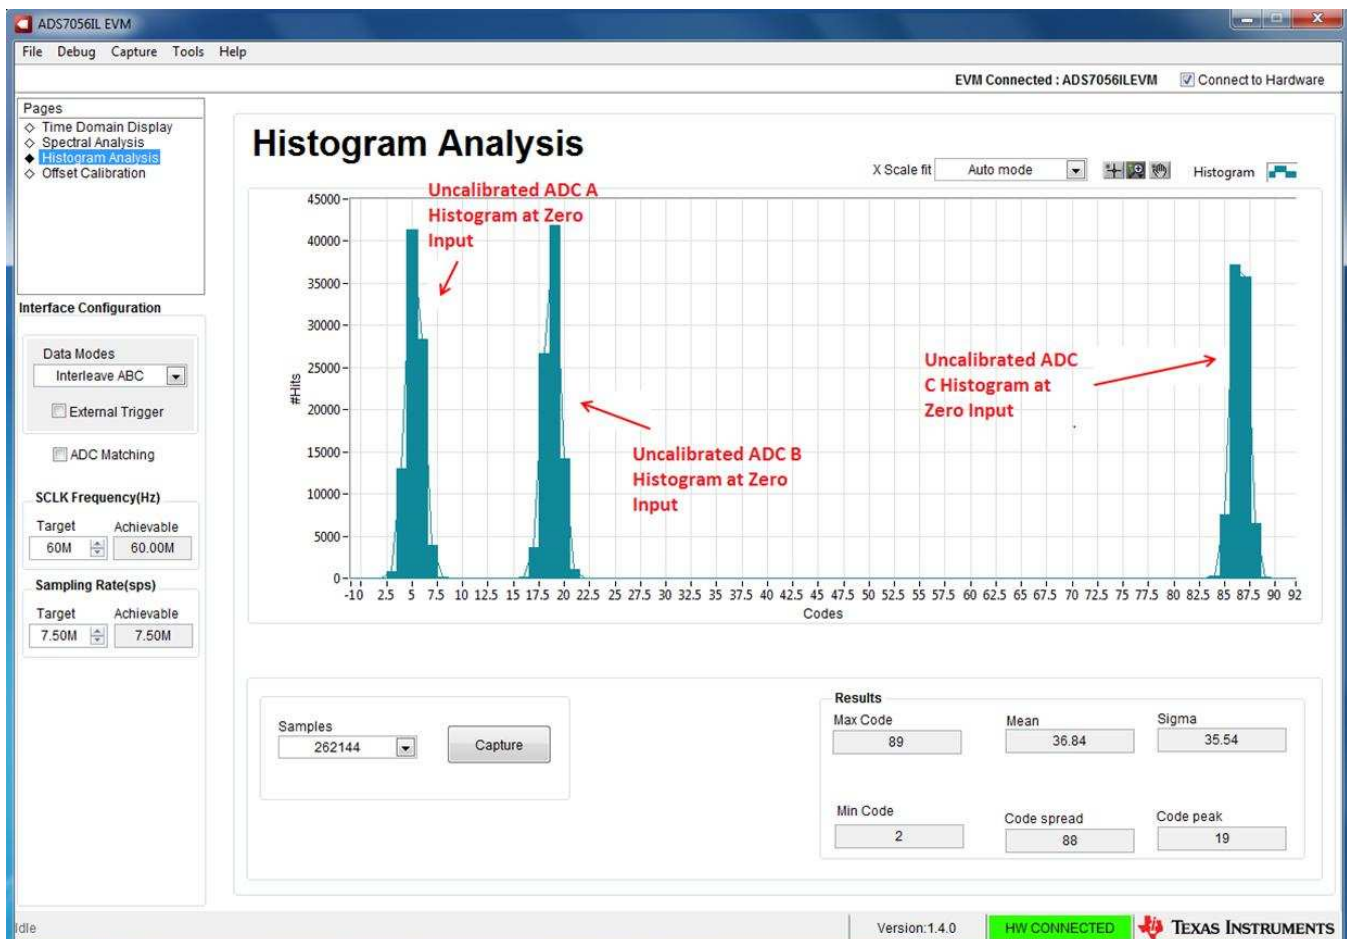 ADS7056IL EVM
File Debug Capture Tools Help
EVM Connected : ADS7056ILEVM Connect to Hardware
Pages
Time Domain Display
Spectral Analysis
Histogram Analysis
Offset Calibration
Interface Configuration
Data Modes
Interleave ABC
External Trigger
ADC Matching
SCLK Frequency(Hz)
Target Achievable
60M 60.00M
Sampling Rate(sps)
Target Achievable
7.50M 7.50M
Histogram Analysis
X Scale fit Auto mode Histogram
Uncalibrated ADC A
Histogram at Zero
Input
Uncalibrated ADC B
Histogram at Zero
Input
Uncalibrated ADC
C Histogram at
Zero Input
45000
40000
35000
30000
25000
20000
15000
10000
5000
0
#Hits
-1 0 2.5 5 7.5 10 12.5 15 17.5 20 22.5 25 27.5 30 32.5 35 37.5 40 42.5 45 47.5 50 52.5 55 57.5 60 62.5 65 67.5 70 72.5 75 77.5 80 82.5 85 87.5 90 92
Codes
Samples
262144 Capture
Results
Max Code Mean Sigma
89 36.84 35.54
Min Code Code spread Code peak
2 88 19
Idle Version:1.4.0 HW CONNECTED TEXAS INSTRUMENTS